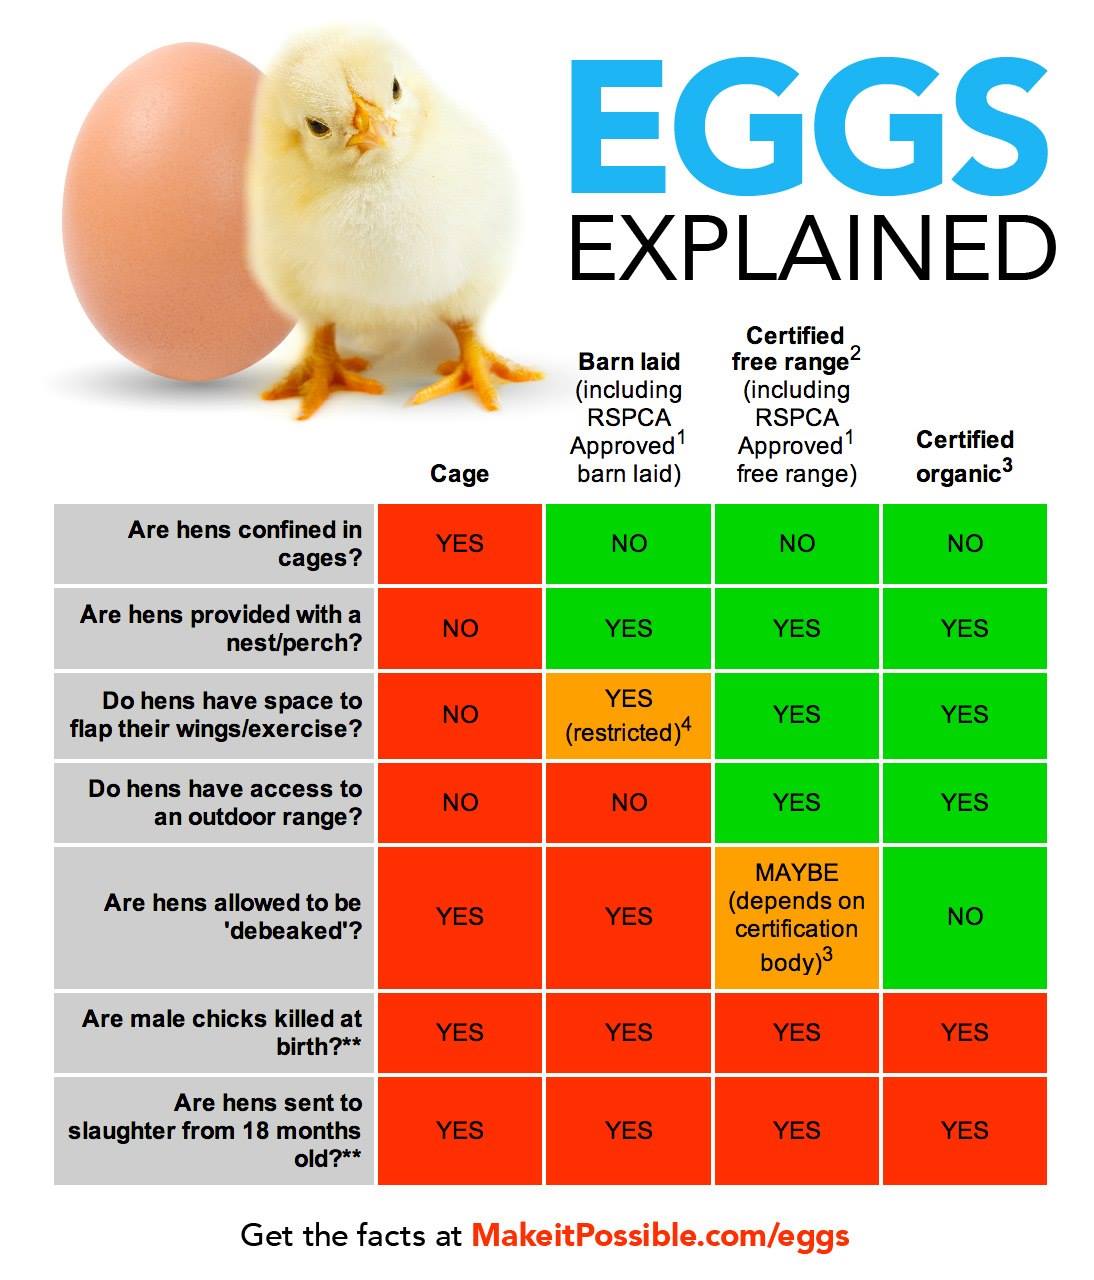 EGGS
EXPLAINED
Cage
Barn laid
(including
RSPCA
Approved1
barn laid)
Certified
free range2
(including
RSPCA
Approved1
free range)
Certified
organic3
Are hens confined in
cages?
YES
NO
NO
NO
Are hens provided with a
nest/perch?
NO
YES
YES
YES
Do hens have space to
flap their wings/exercise?
NO
YES
(restricted)4
YES
YES
Do hens have access to
an outdoor range?
NO
NO
YES
YES
Are hens allowed to be
'debeaked'?
YES
YES
MAYBE
(depends on
certification
body)3
NO
Are male chicks killed at
birth?**
YES
YES
YES
YES
Are hens sent to
slaughter from 18 months
old?**
YES
YES
YES
YES
Get the facts at MakeitPossible.com/eggs